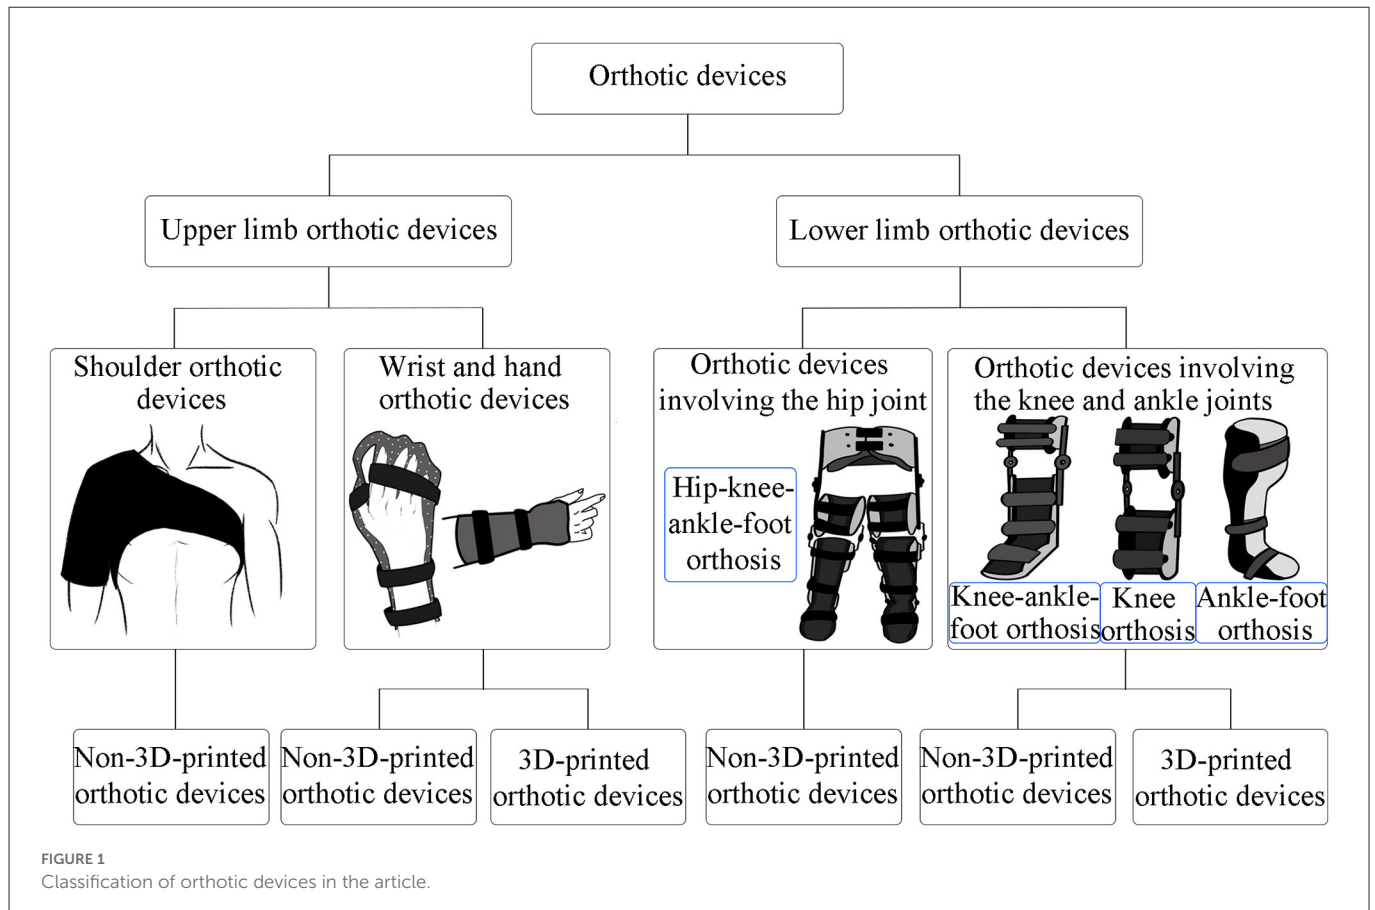 Orthotic devices
Upper limb orthotic devices
Lower limb orthotic devices
Shoulder orthotic
devices
Wrist and hand
orthotic devices
Orthotic devices
involving the hip joint
Hip-knee-
ankle-foot
orthosis
Orthotic devices involving
the knee and ankle joints
Knee-ankle-
foot orthosis
Knee
orthosis
Ankle-foot
orthosis
Non-3D-printed
orthotic devices
Non-3D-printed
orthotic devices
3D-printed
orthotic devices
Non-3D-printed
orthotic devices
Non-3D-printed
orthotic devices
3D-printed
orthotic devices
FIGURE 1
Classification of orthotic devices in the article.